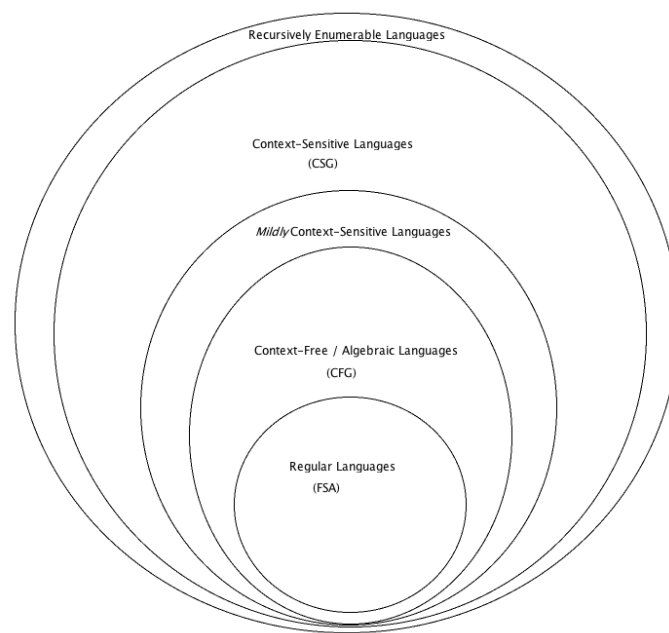 Recursively Enumerable Languages
Context-Sensitive Languages
(CSG)
Mildly Context-Sensitive Languages
Context-Free / Algebraic Languages
(CFG)
Regular Languages
(FSA)